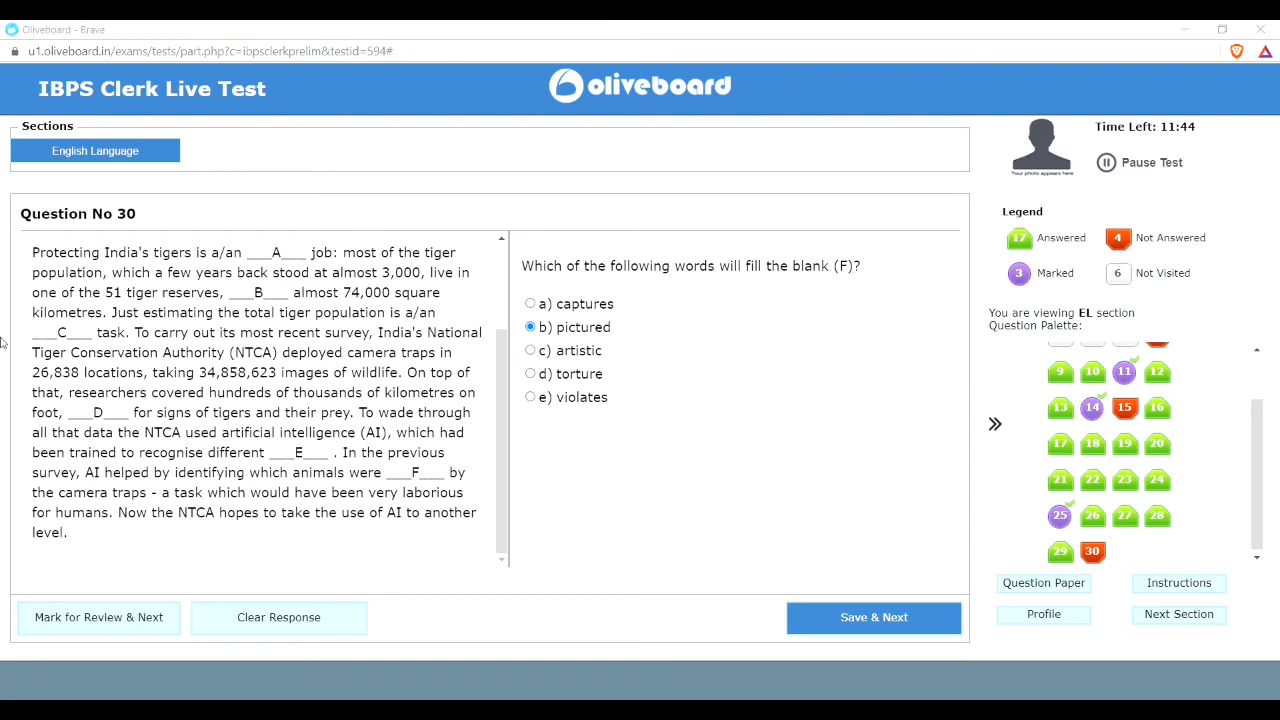 Oliveboard - Brave
u1.oliveboard.in/exams/tests/part.php?c=ibpsclerkprelim&testid=594#
IBPS Clerk Live Test
oliveboard
Sections
English Language
Your photo appears here
Time Left: 11:44
Pause Test
Question No 30
Protecting India's tigers is a/an ___A___ job: most of the tiger
population, which a few years back stood at almost 3,000, live in
one of the 51 tiger reserves, ___B___ almost 74,000 square
kilometres. Just estimating the total tiger population is a/an
___C___ task. To carry out its most recent survey, India's National
Tiger Conservation Authority (NTCA) deployed camera traps in
26,838 locations, taking 34,858,623 images of wildlife. On top of
that, researchers covered hundreds of thousands of kilometres on
foot, ___D___ for signs of tigers and their prey. To wade through
all that data the NTCA used artificial intelligence (AI), which had
been trained to recognise different ___E___ . In the previous
survey, AI helped by identifying which animals were ___F___ by
the camera traps - a task which would have been very laborious
for humans. Now the NTCA hopes to take the use of AI to another
level.
Which of the following words will fill the blank (F)?
a) captures
b) pictured
c) artistic
d) torture
e) violates
Legend
17 Answered 4 Not Answered
3 Marked 6 Not Visited
You are viewing EL section
Question Palette:
9 10 11 12
13 14 15 16
17 18 19 20
21 22 23 24
25 26 27 28
29 30
Question Paper Instructions
Profile Next Section
Mark for Review & Next Clear Response Save & Next